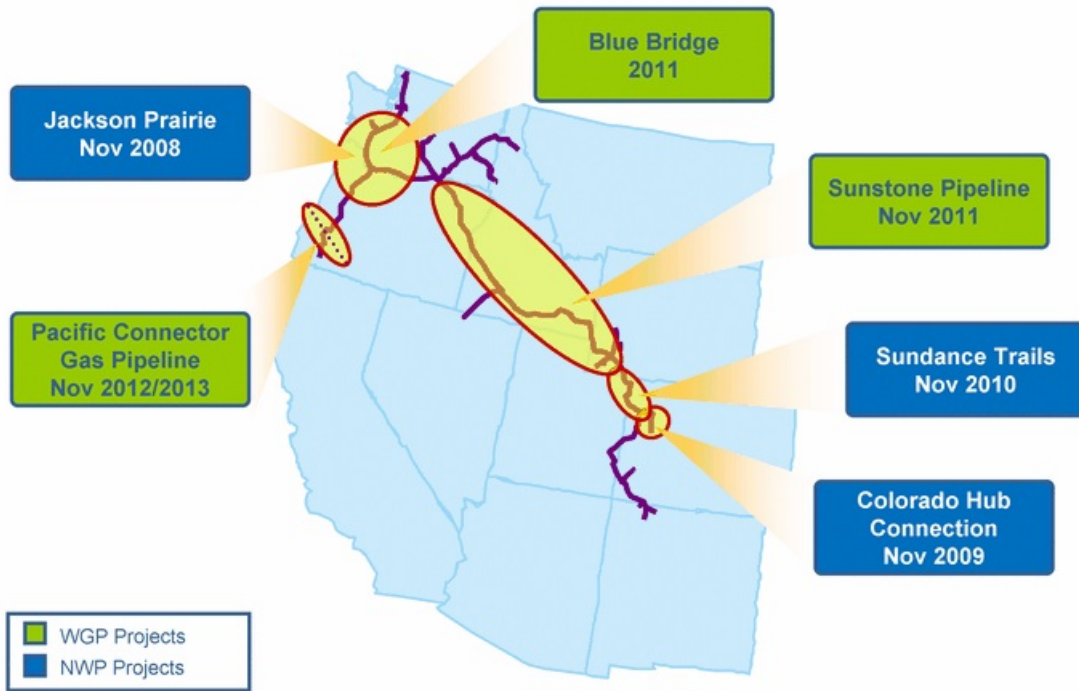 Blue Bridge
2011
Jackson Prairie
Nov 2008
Sunstone Pipeline
Nov 2011
Pacific Connector
Gas Pipeline
Nov 2012/2013
Sundance Trails
Nov 2010
Colorado Hub
Connection
Nov 2009
WGP Projects
NWP Projects